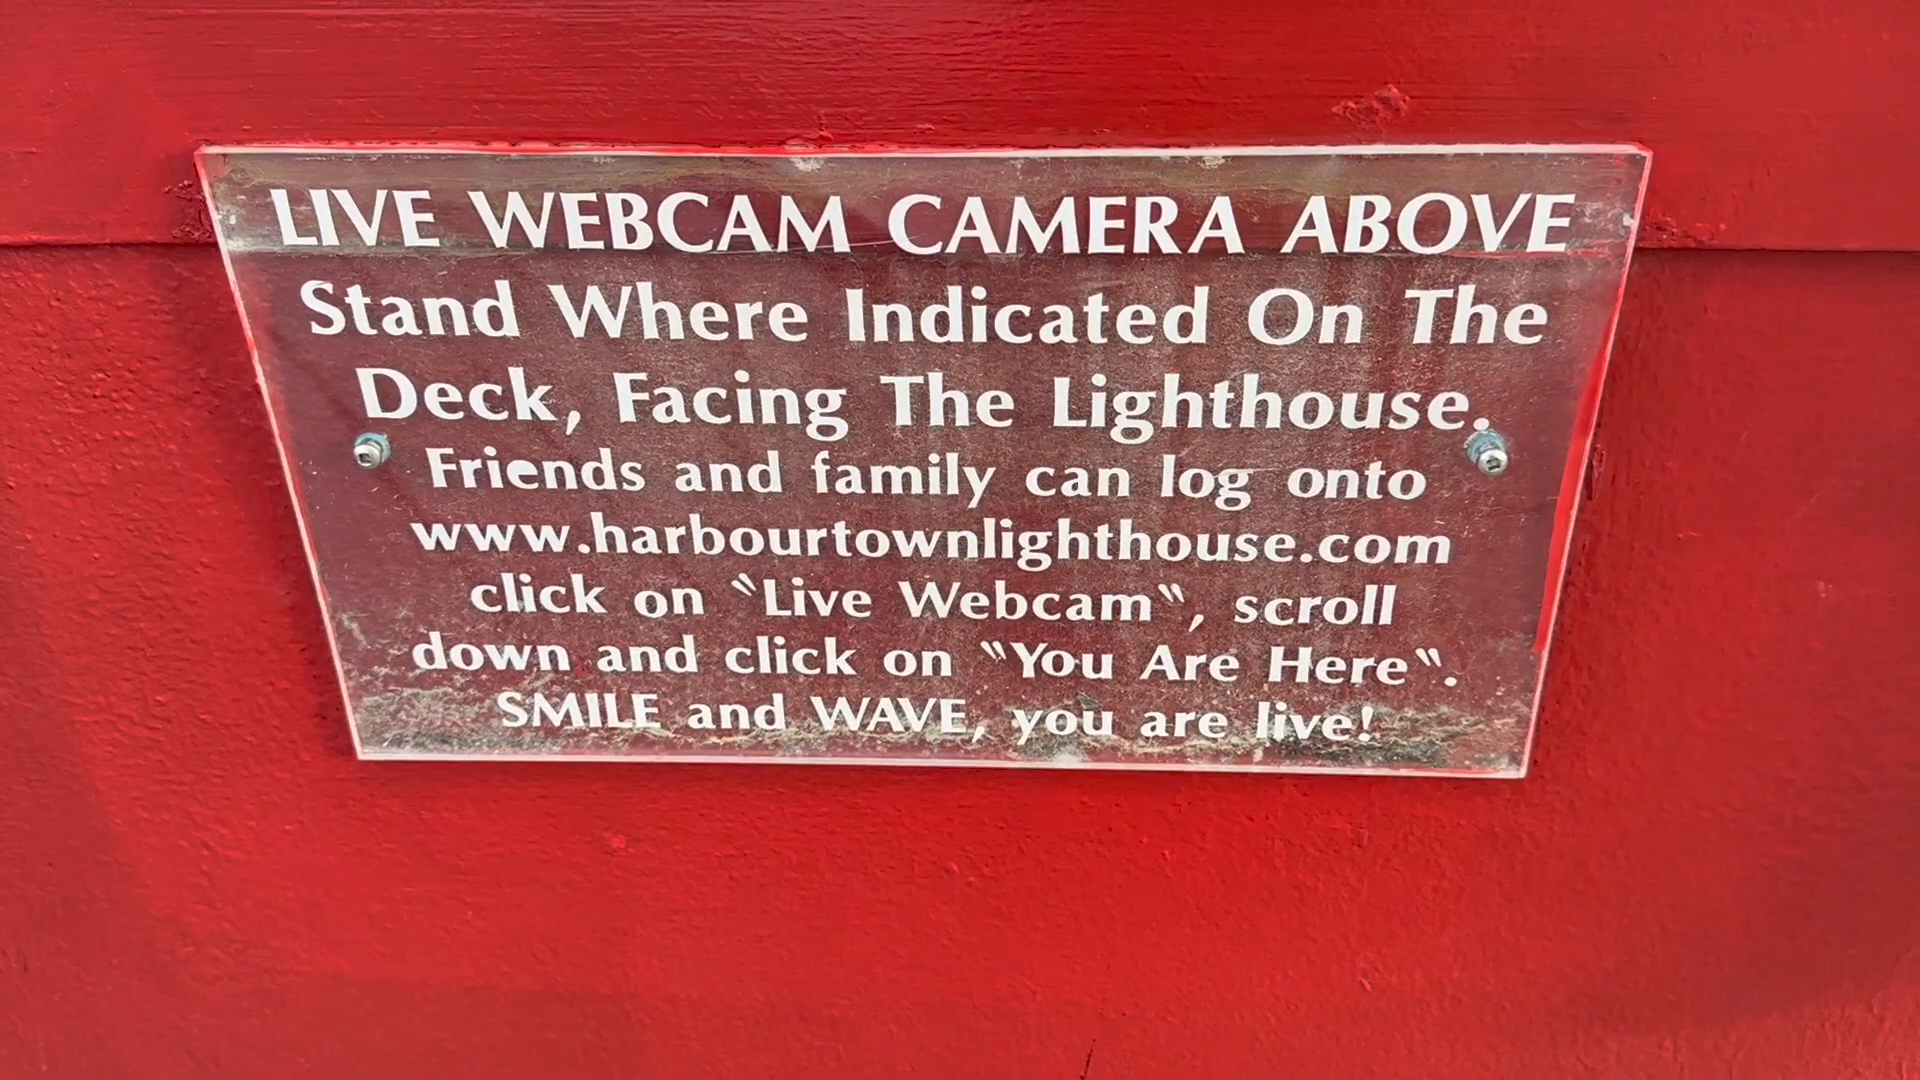 LIVE WEBCAM CAMERA ABOVE
Stand Where Indicated On The
Deck, Facing The Lighthouse.
Friends and family can log onto
www.harbourtownlighthouse.com
click on "Live Webcam", scroll
down and click on "You Are Here".
SMILE and WAVE, you are live!